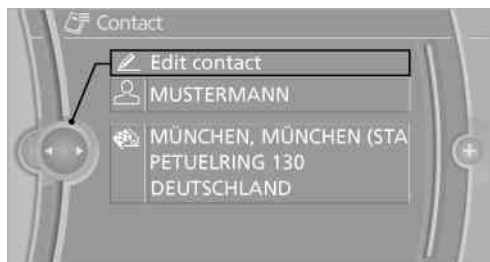 Contact
Edit contact
MUSTERMANN
MÜNCHEN, MÜNCHEN (STA
PETUELRING 130
DEUTSCHLAND